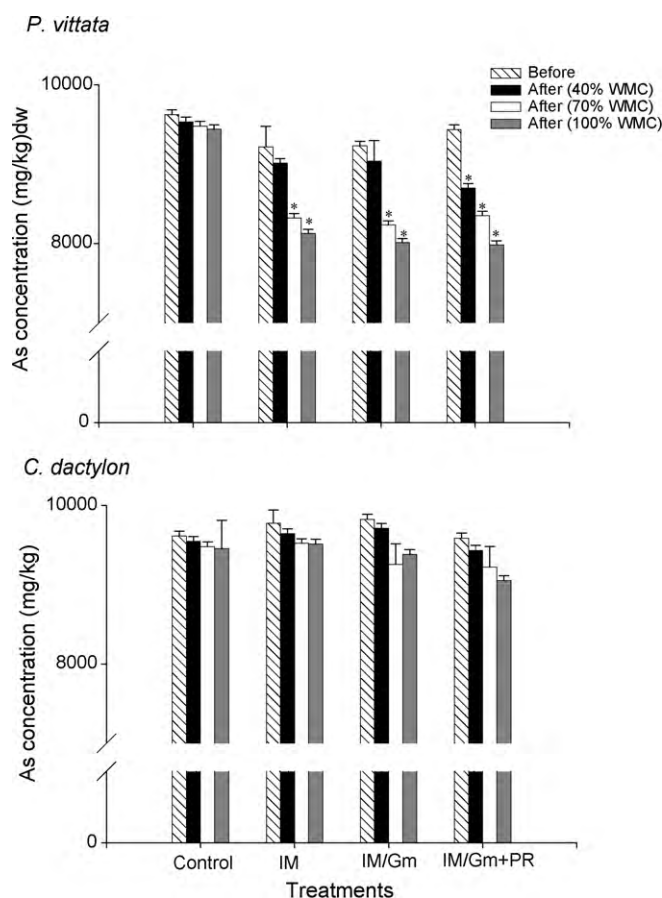 P. vittata
Before
After (40% WMC)
After (70% WMC)
After (100% WMC)
As concentration (mg/kg)dw
10000
8000
0
* *
* *
* * *
C. dactylon
As concentration (mg/kg)
10000
8000
0
Control IM IM/Gm IM/Gm+PR
Treatments